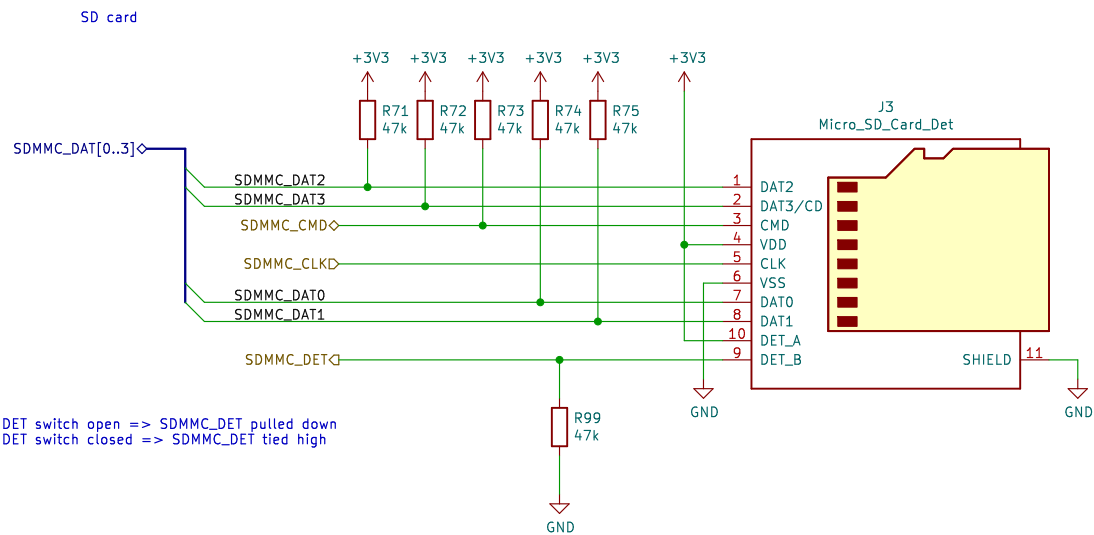 SD card
+3V3 +3V3 +3V3 +3V3 +3V3 +3V3
R71 R72 R73 R74 R75
47k 47k 47k 47k 47k
J3
Micro_SD_Card_Det
SDMMC_DAT[0..3]
SDMMC_DAT2 1 DAT2
SDMMC_DAT3 2 DAT3/CD
SDMMC_CMD 3 CMD
4 VDD
SDMMC_CLK 5 CLK
6 VSS
SDMMC_DAT0 7 DAT0
SDMMC_DAT1 8 DAT1
10 DET_A
SDMMC_DET 9 DET_B SHIELD 11
GND GND
R99
47k
DET switch open => SDMMC_DET pulled down
DET switch closed => SDMMC_DET tied high
GND